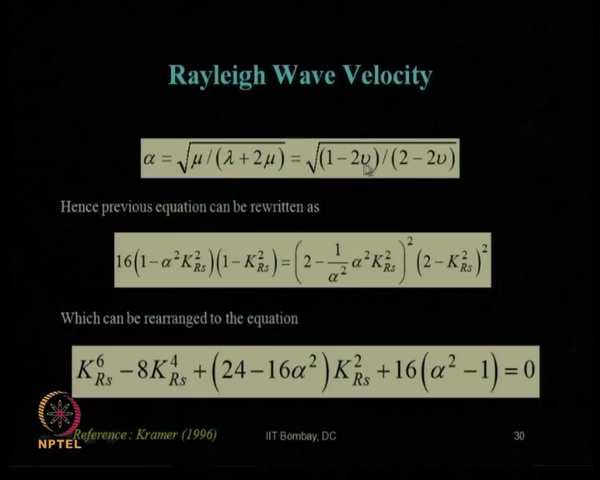 Rayleigh Wave Velocity
α = √μ/(λ+2μ) = √(1−2υ)/(2−2υ)
Hence previous equation can be rewritten as
16(1−α²K²Rs)(1−K²Rs) = (2 − 1/α² α²K²Rs)² (2−K²Rs)²
Which can be rearranged to the equation
K⁶Rs − 8K⁴Rs + (24−16α²)K²Rs + 16(α²−1) = 0
Reference : Kramer (1996) IIT Bombay, DC 30
NPTEL